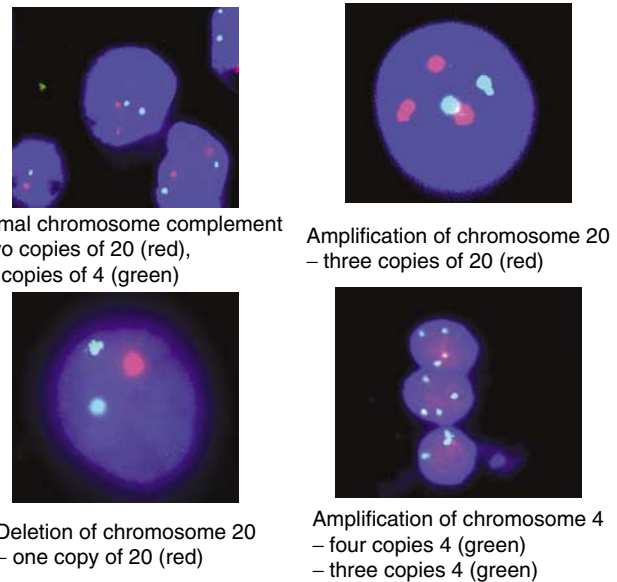 mal chromosome complement
wo copies of 20 (red),
copies of 4 (green)
Amplification of chromosome 20
– three copies of 20 (red)
Deletion of chromosome 20
– one copy of 20 (red)
Amplification of chromosome 4
– four copies 4 (green)
– three copies 4 (green)